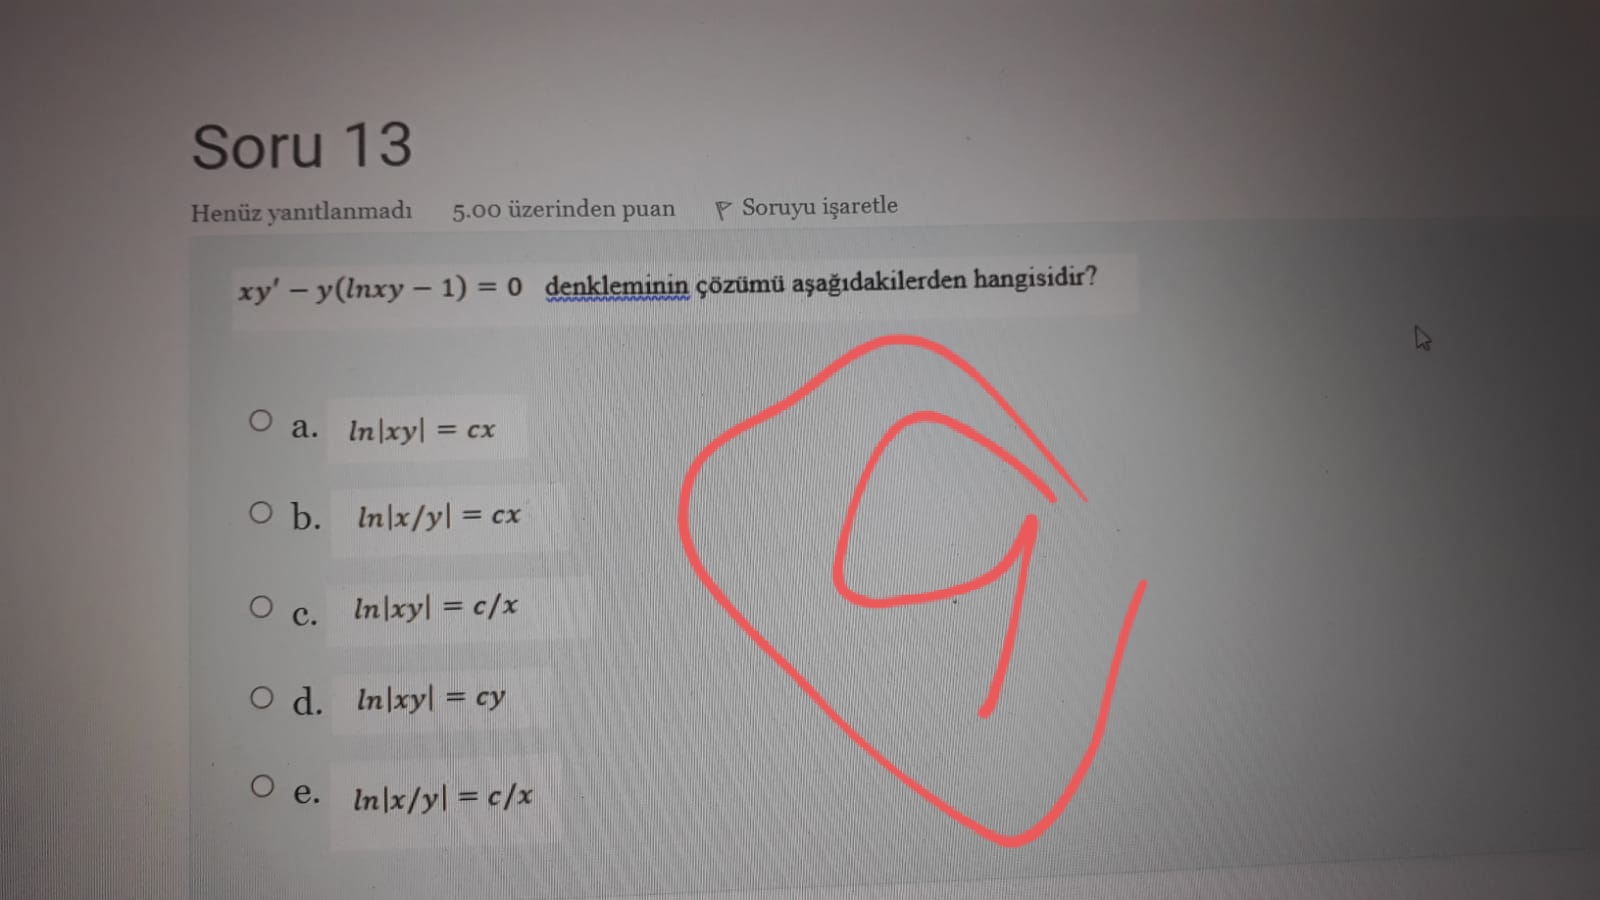 Soru 13
Henüz yanıtlanmadı 5.00 üzerinden puan Soruyu işaretle
xy' − y(lnxy − 1) = 0 denkleminin çözümü aşağıdakilerden hangisidir?
a. ln|xy| = cx
b. ln|x/y| = cx
c. ln|xy| = c/x
d. ln|xy| = cy
e. ln|x/y| = c/x
9